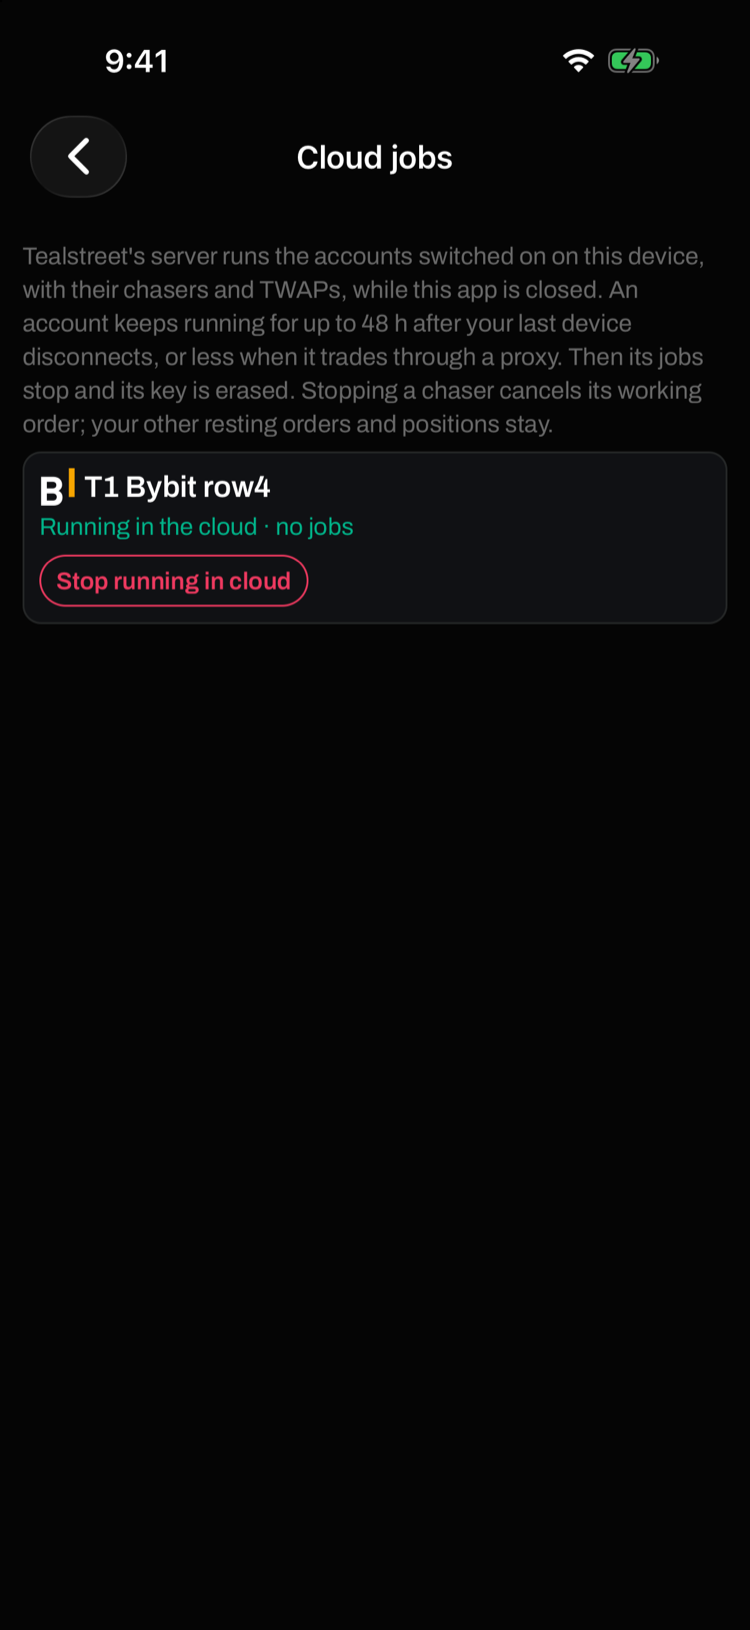 9:41
Cloud jobs
Tealstreet's server runs the accounts switched on on this device,
with their chasers and TWAPs, while this app is closed. An
account keeps running for up to 48 h after your last device
disconnects, or less when it trades through a proxy. Then its jobs
stop and its key is erased. Stopping a chaser cancels its working
order; your other resting orders and positions stay.
B T1 Bybit row4
Running in the cloud · no jobs
Stop running in cloud